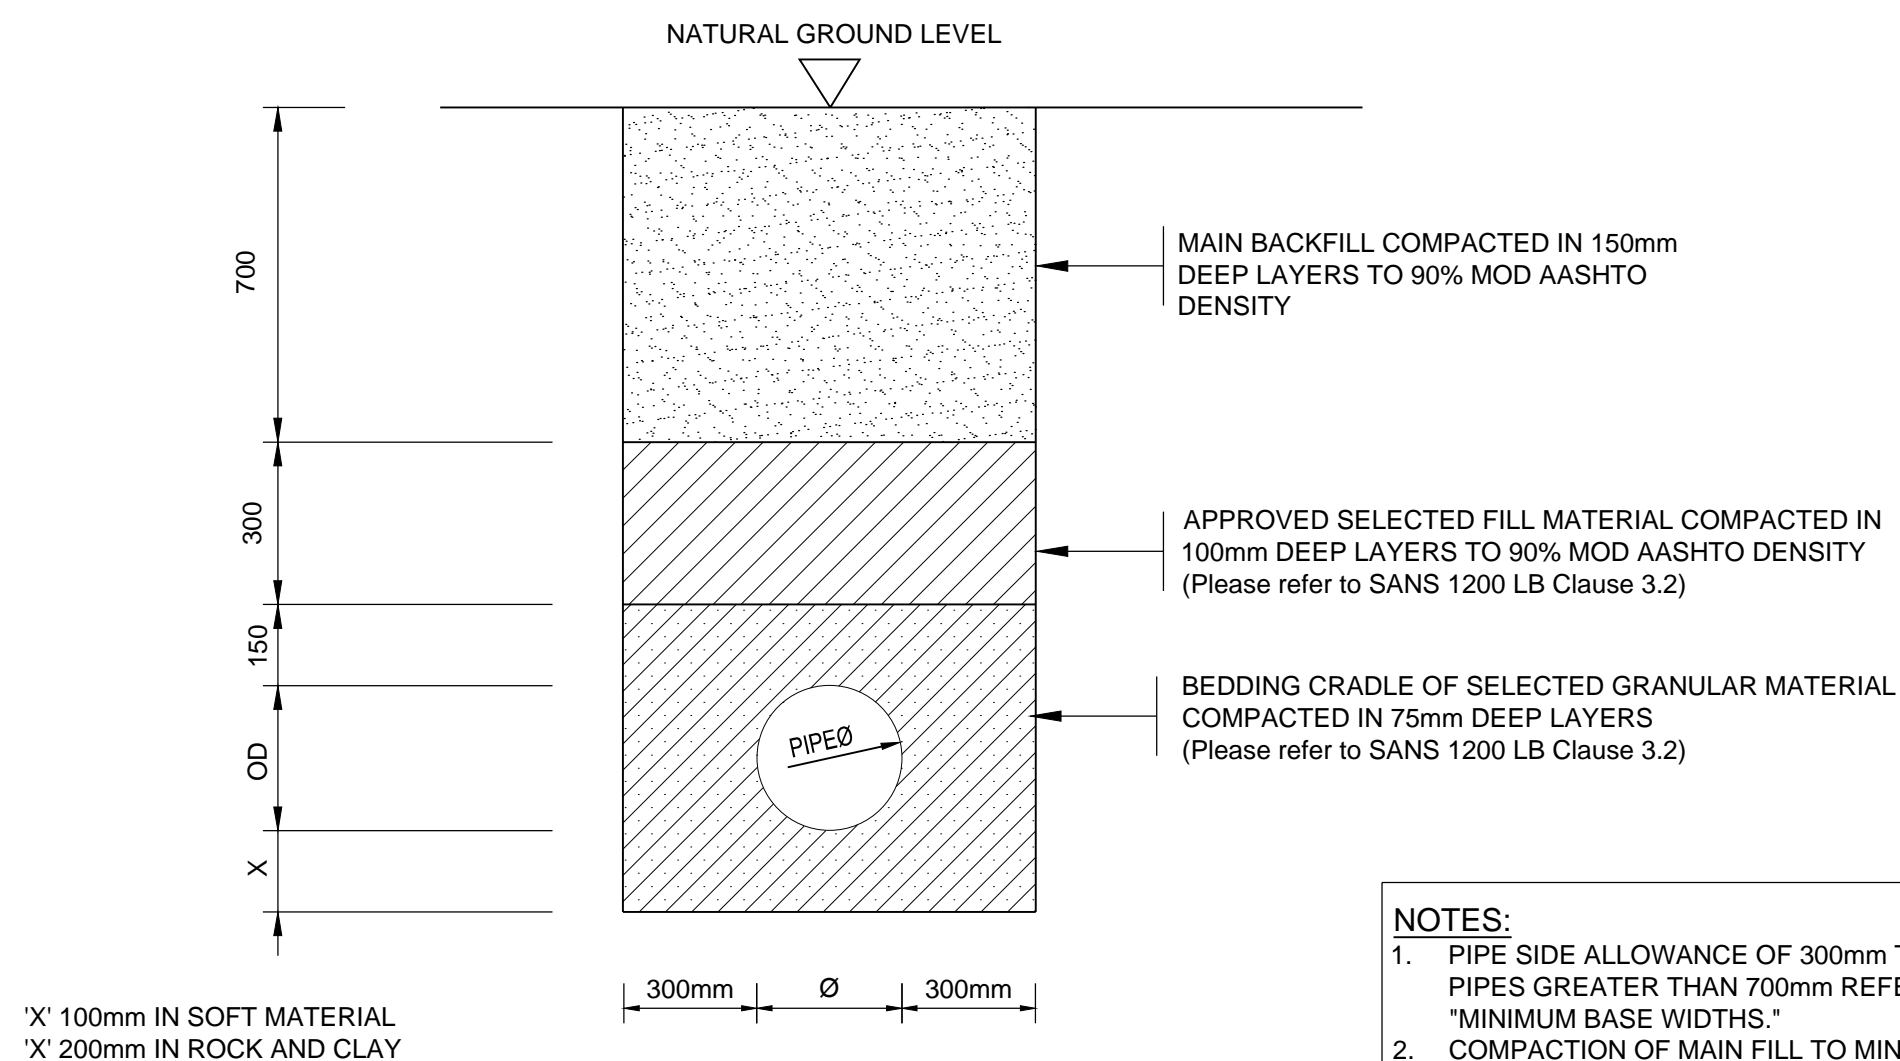 NATURAL GROUND LEVEL
700
300
150
OD
X
MAIN BACKFILL COMPACTED IN 150mm
DEEP LAYERS TO 90% MOD AASHTO
DENSITY
APPROVED SELECTED FILL MATERIAL COMPACTED IN
100mm DEEP LAYERS TO 90% MOD AASHTO DENSITY
(Please refer to SANS 1200 LB Clause 3.2)
BEDDING CRADLE OF SELECTED GRANULAR MATERIAL
COMPACTED IN 75mm DEEP LAYERS
(Please refer to SANS 1200 LB Clause 3.2)
PIPEØ
300mm Ø 300mm
'X' 100mm IN SOFT MATERIAL
'X' 200mm IN ROCK AND CLAY
NOTES:
1. PIPE SIDE ALLOWANCE OF 300mm
PIPES GREATER THAN 700mm
"MINIMUM BASE WIDTHS."
2. COMPACTION OF MAIN FILL TO